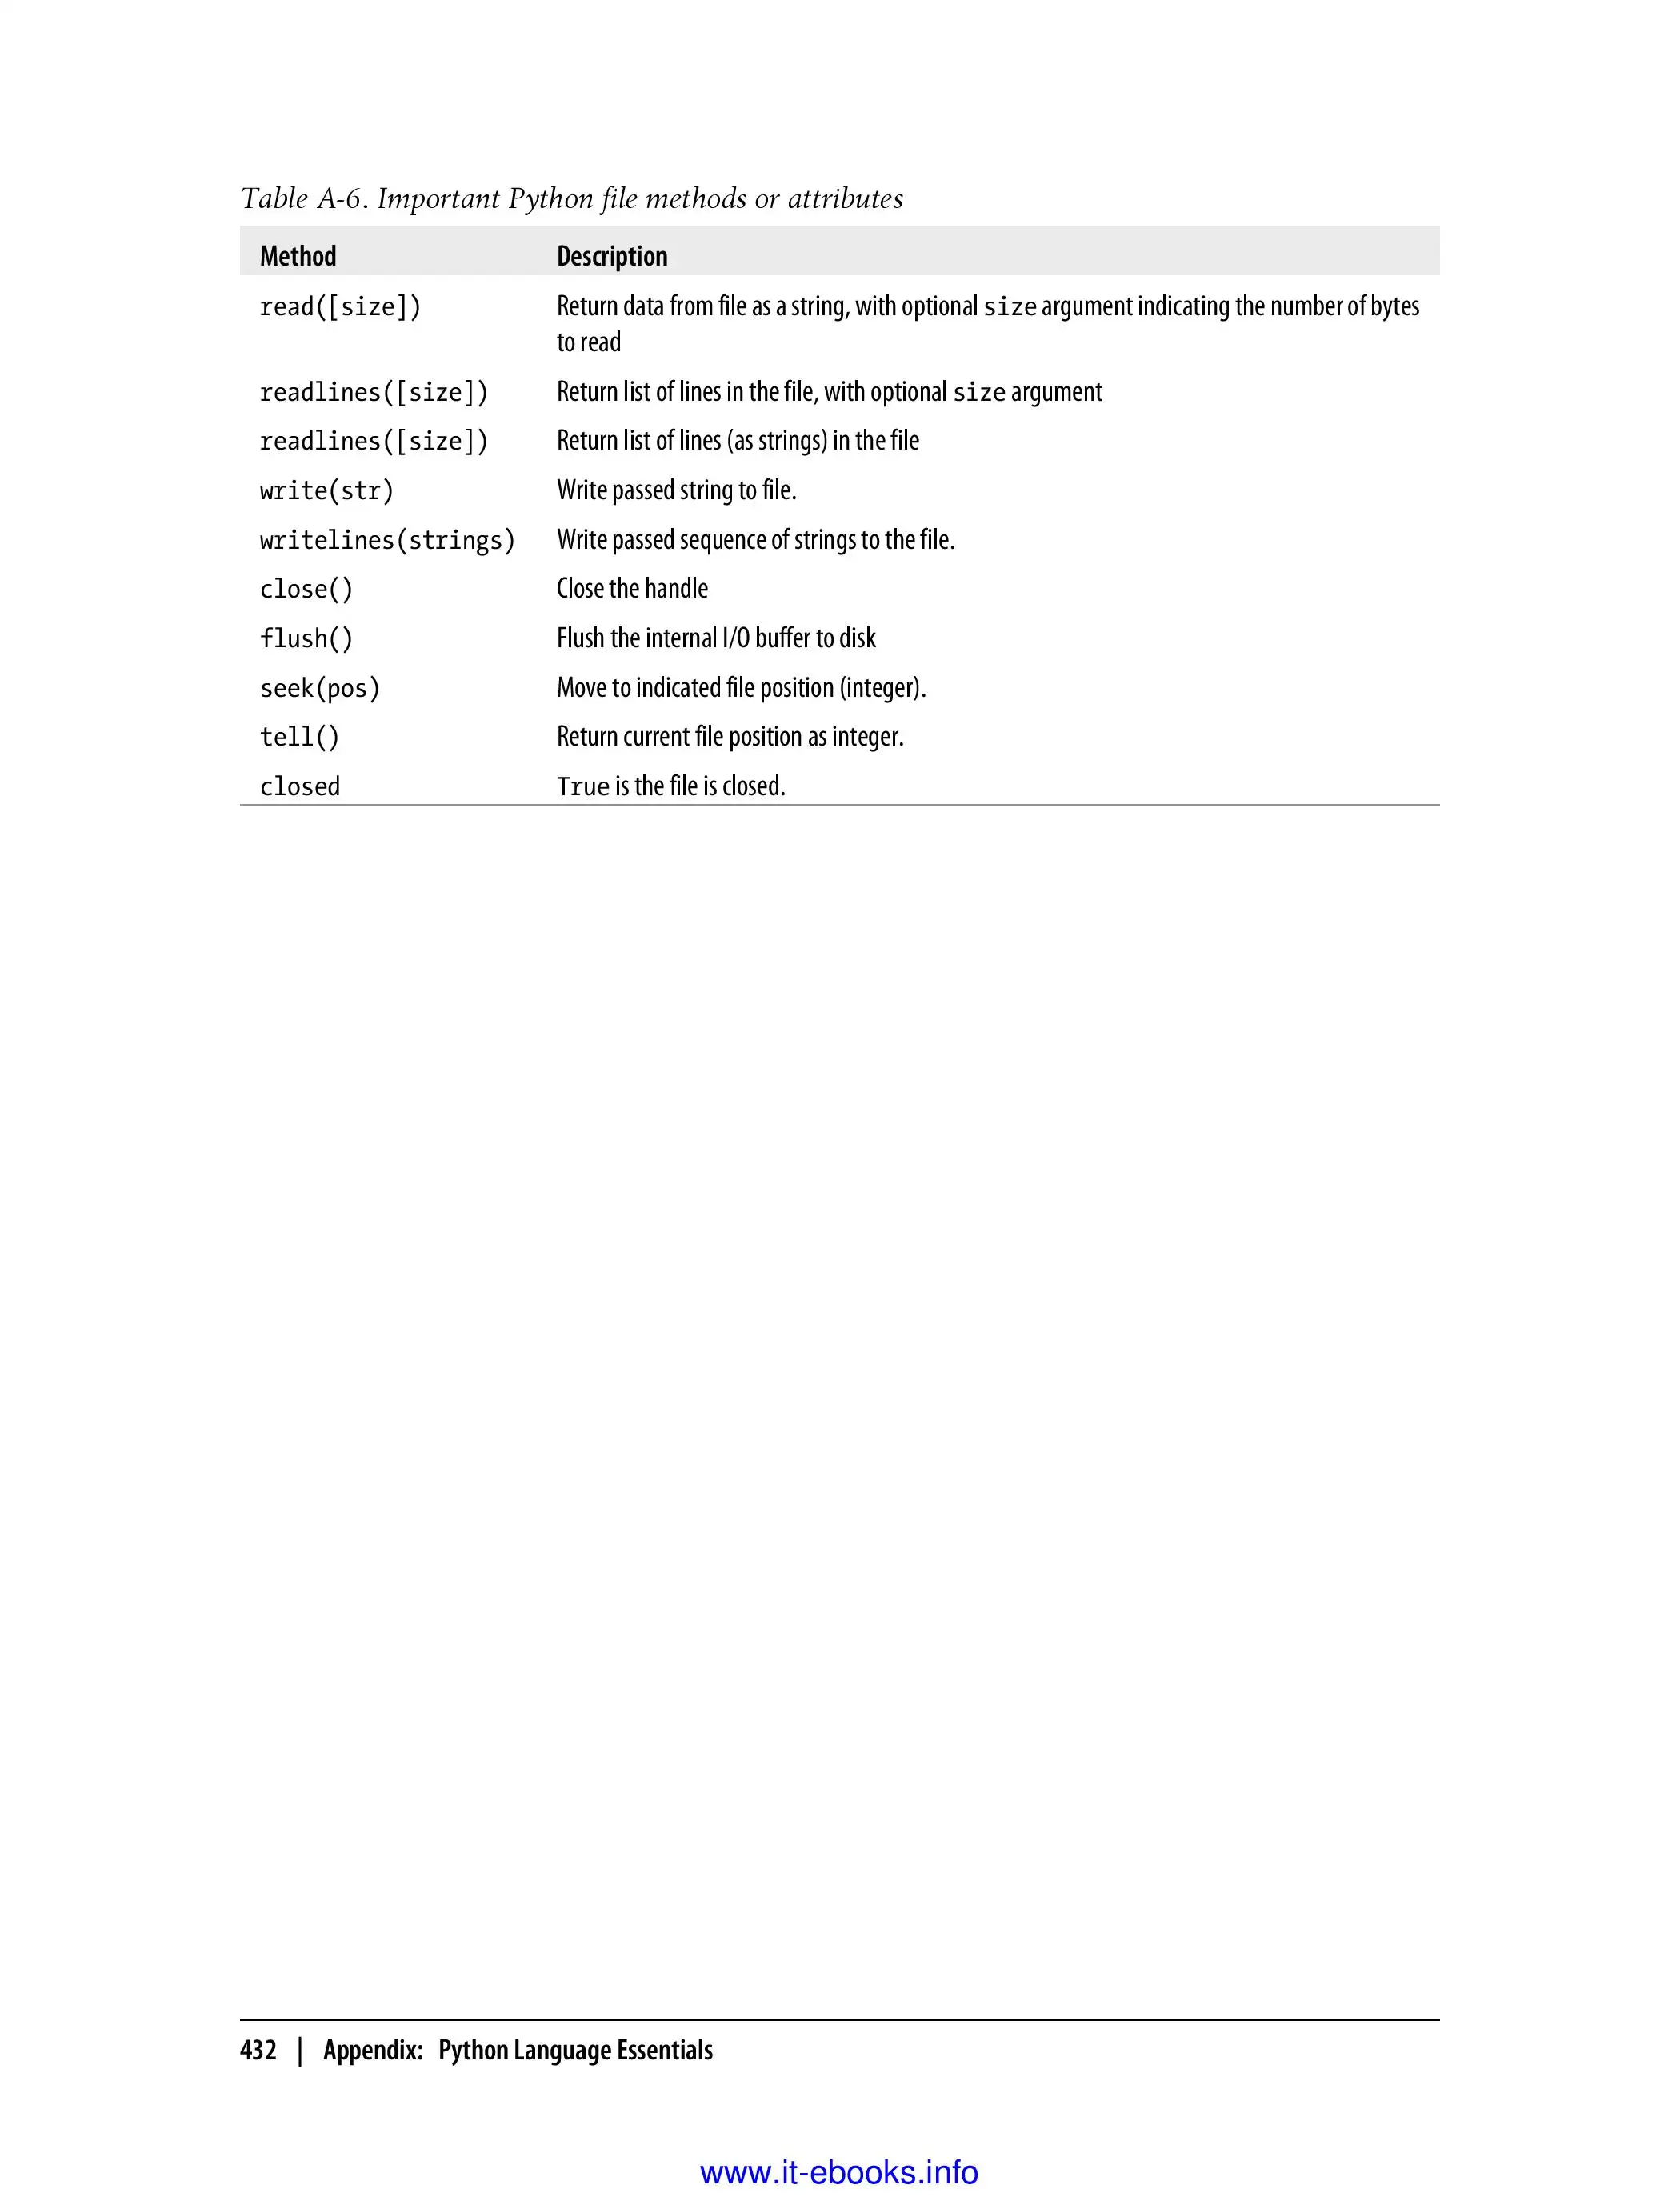 Table A-6. Important Python file methods or attributes
Method Description
read([size]) Return data from file as a string, with optional size argument indicating the number of bytes
to read
readlines([size]) Return list of lines in the file, with optional size argument
readlines([size]) Return list of lines (as strings) in the file
write(str) Write passed string to file.
writelines(strings) Write passed sequence of strings to the file.
close() Close the handle
flush() Flush the internal I/O buffer to disk
seek(pos) Move to indicated file position (integer).
tell() Return current file position as integer.
closed True is the file is closed.
432 | Appendix: Python Language Essentials
www.it-ebooks.info